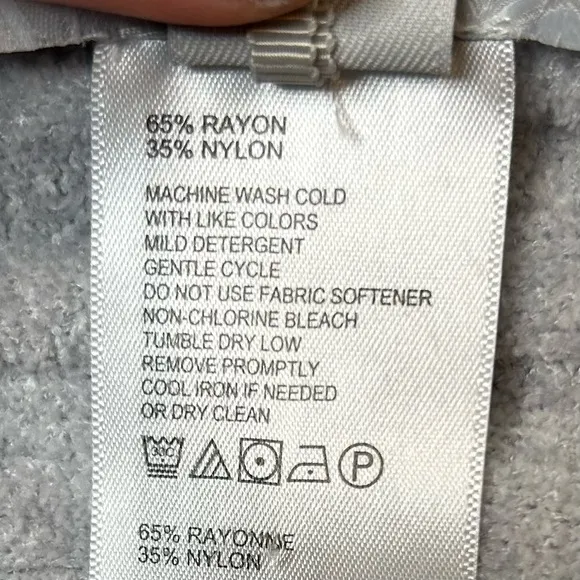 65% RAYON
35% NYLON
MACHINE WASH COLD
WITH LIKE COLORS
MILD DETERGENT
GENTLE CYCLE
DO NOT USE FABRIC SOFTENER
NON-CHLORINE BLEACH
TUMBLE DRY LOW
REMOVE PROMPTLY
COOL IRON IF NEEDED
OR DRY CLEAN
30C P
65% RAYONNE
35% NYLON